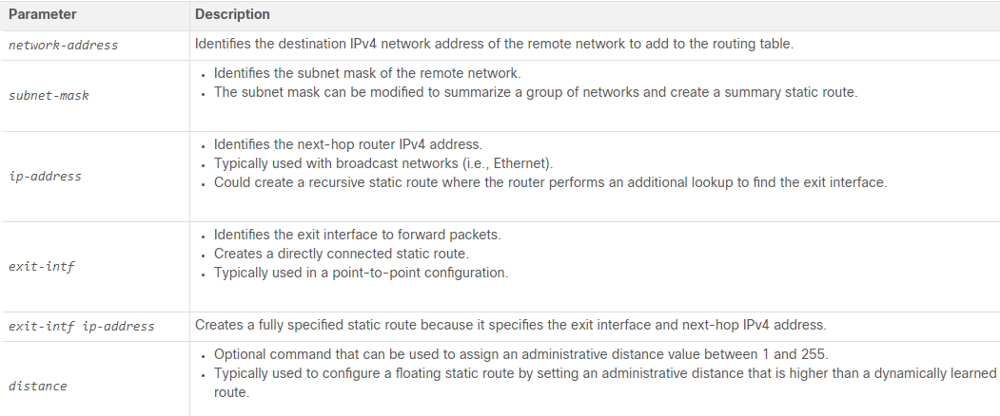 Parameter Description
network-address Identifies the destination IPv4 network address of the remote network to add to the routing table.
subnet-mask
• Identifies the subnet mask of the remote network.
• The subnet mask can be modified to summarize a group of networks and create a summary static route.
ip-address
• Identifies the next-hop router IPv4 address.
• Typically used with broadcast networks (i.e., Ethernet).
• Could create a recursive static route where the router performs an additional lookup to find the exit interface.
exit-intf
• Identifies the exit interface to forward packets.
• Creates a directly connected static route.
• Typically used in a point-to-point configuration.
exit-intf ip-address Creates a fully specified static route because it specifies the exit interface and next-hop IPv4 address.
distance
• Optional command that can be used to assign an administrative distance value between 1 and 255.
• Typically used to configure a floating static route by setting an administrative distance that is higher than a dynamically learned
route.